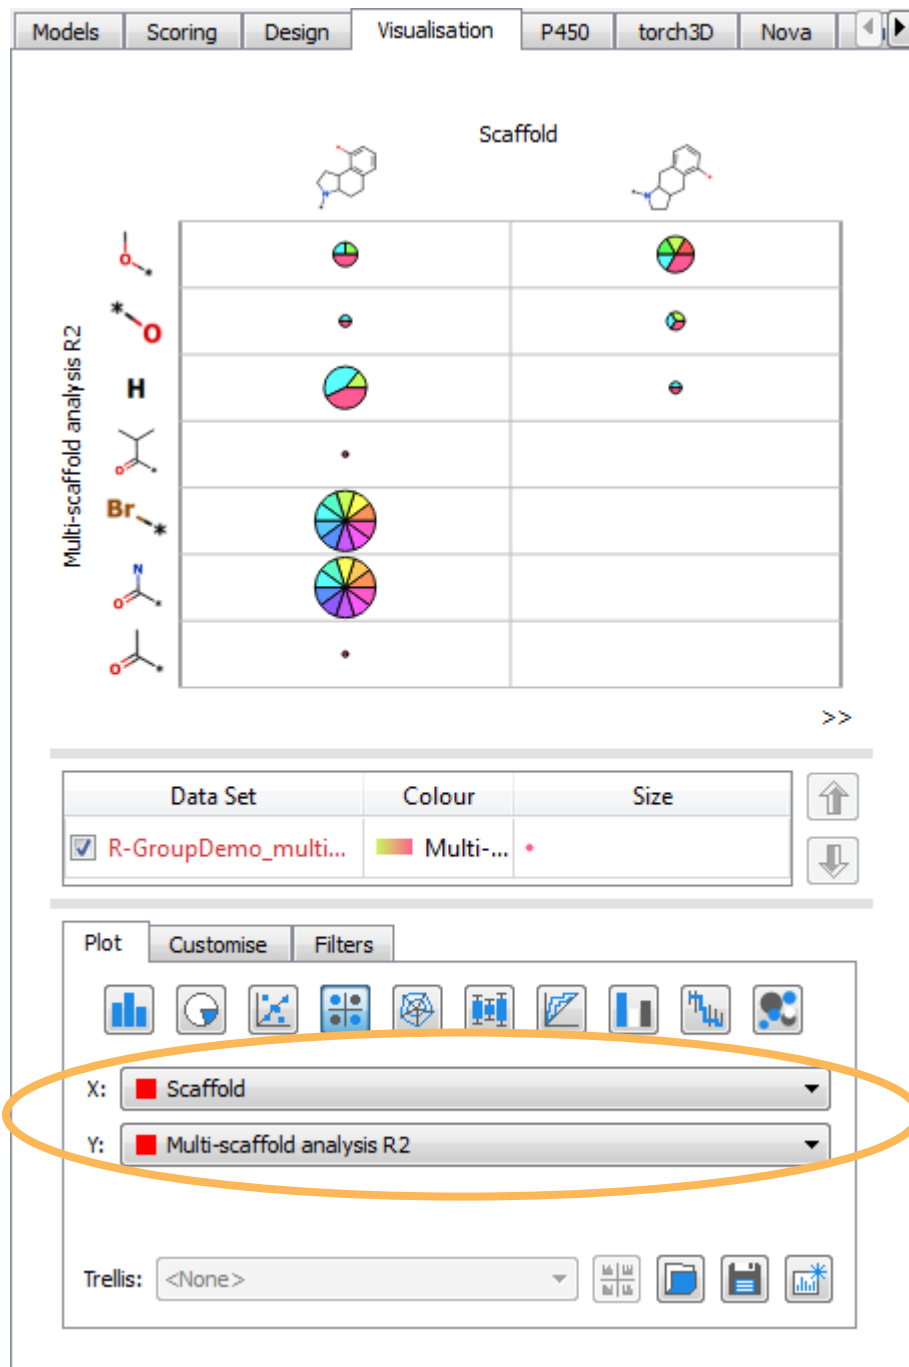 Models Scoring Design Visualisation P450 torch3D Nova
Scaffold
N
N
Multi-scaffold analysis R2
O *
* O
H
O *
Br *
N
O *
O *
>>
Data Set Colour Size
R-GroupDemo_multi... Multi-...
Plot Customise Filters
X: Scaffold
Y: Multi-scaffold analysis R2
Trellis: <None>